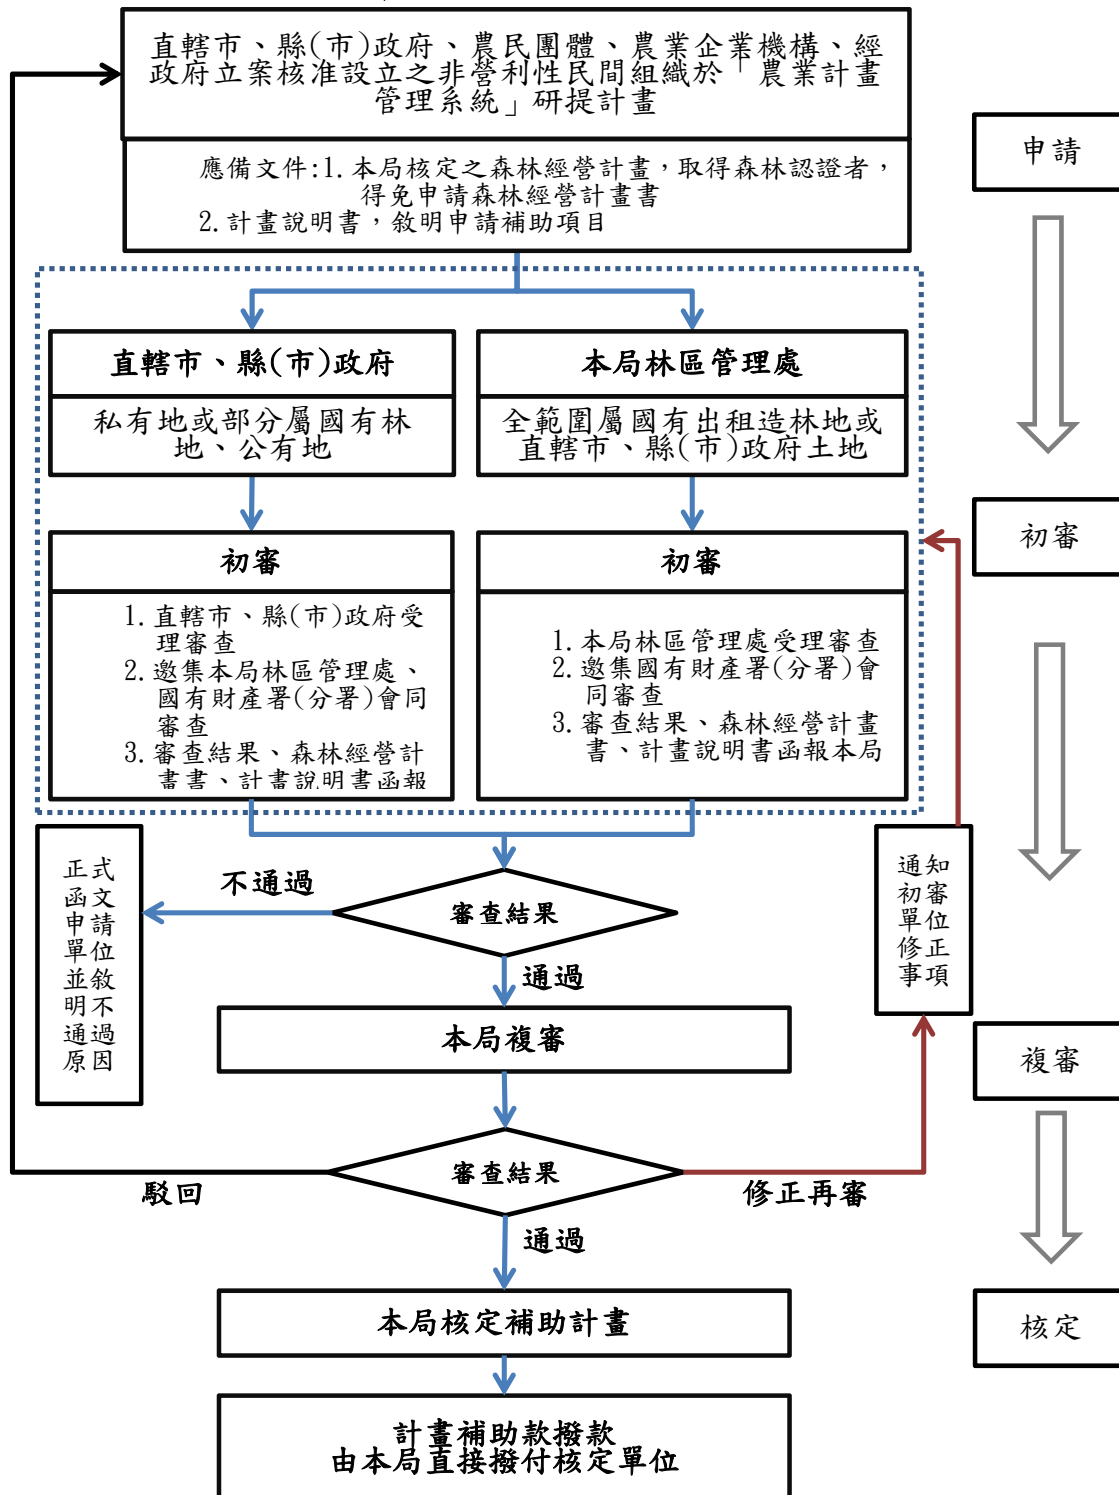 直轄市、縣(市)政府、農民團體、農業企業機構、經
政府立案核准設立之非營利性民間組織於「農業計畫
管理系統」研提計畫
應備文件:1.本局核定之森林經營計畫，取得森林認證者，
得免申請森林經營計畫書
2.計畫說明書，敘明申請補助項目
申請
直轄市、縣(市)政府
私有地或部分屬國有林
地、公有地
本局林區管理處
全範圍屬國有出租造林地或
直轄市、縣(市)政府土地
初審
1.直轄市、縣(市)政府受
理審查
2.邀集本局林區管理處、
國有財產署(分署)會同
審查
3.審查結果、森林經營計
畫書、計畫說明書函報
初審
1.本局林區管理處受理審查
2.邀集國有財產署(分署)會
同審查
3.審查結果、森林經營計畫
書、計畫說明書函報本局
初審
審查結果
不通過
正式
函文
申請
單位
並敘
明不
通過
原因
通過
通知
初審
單位
修正
事項
本局複審
複審
審查結果
駁回
修正再審
通過
本局核定補助計畫
核定
計畫補助款撥款
由本局直接撥付核定單位